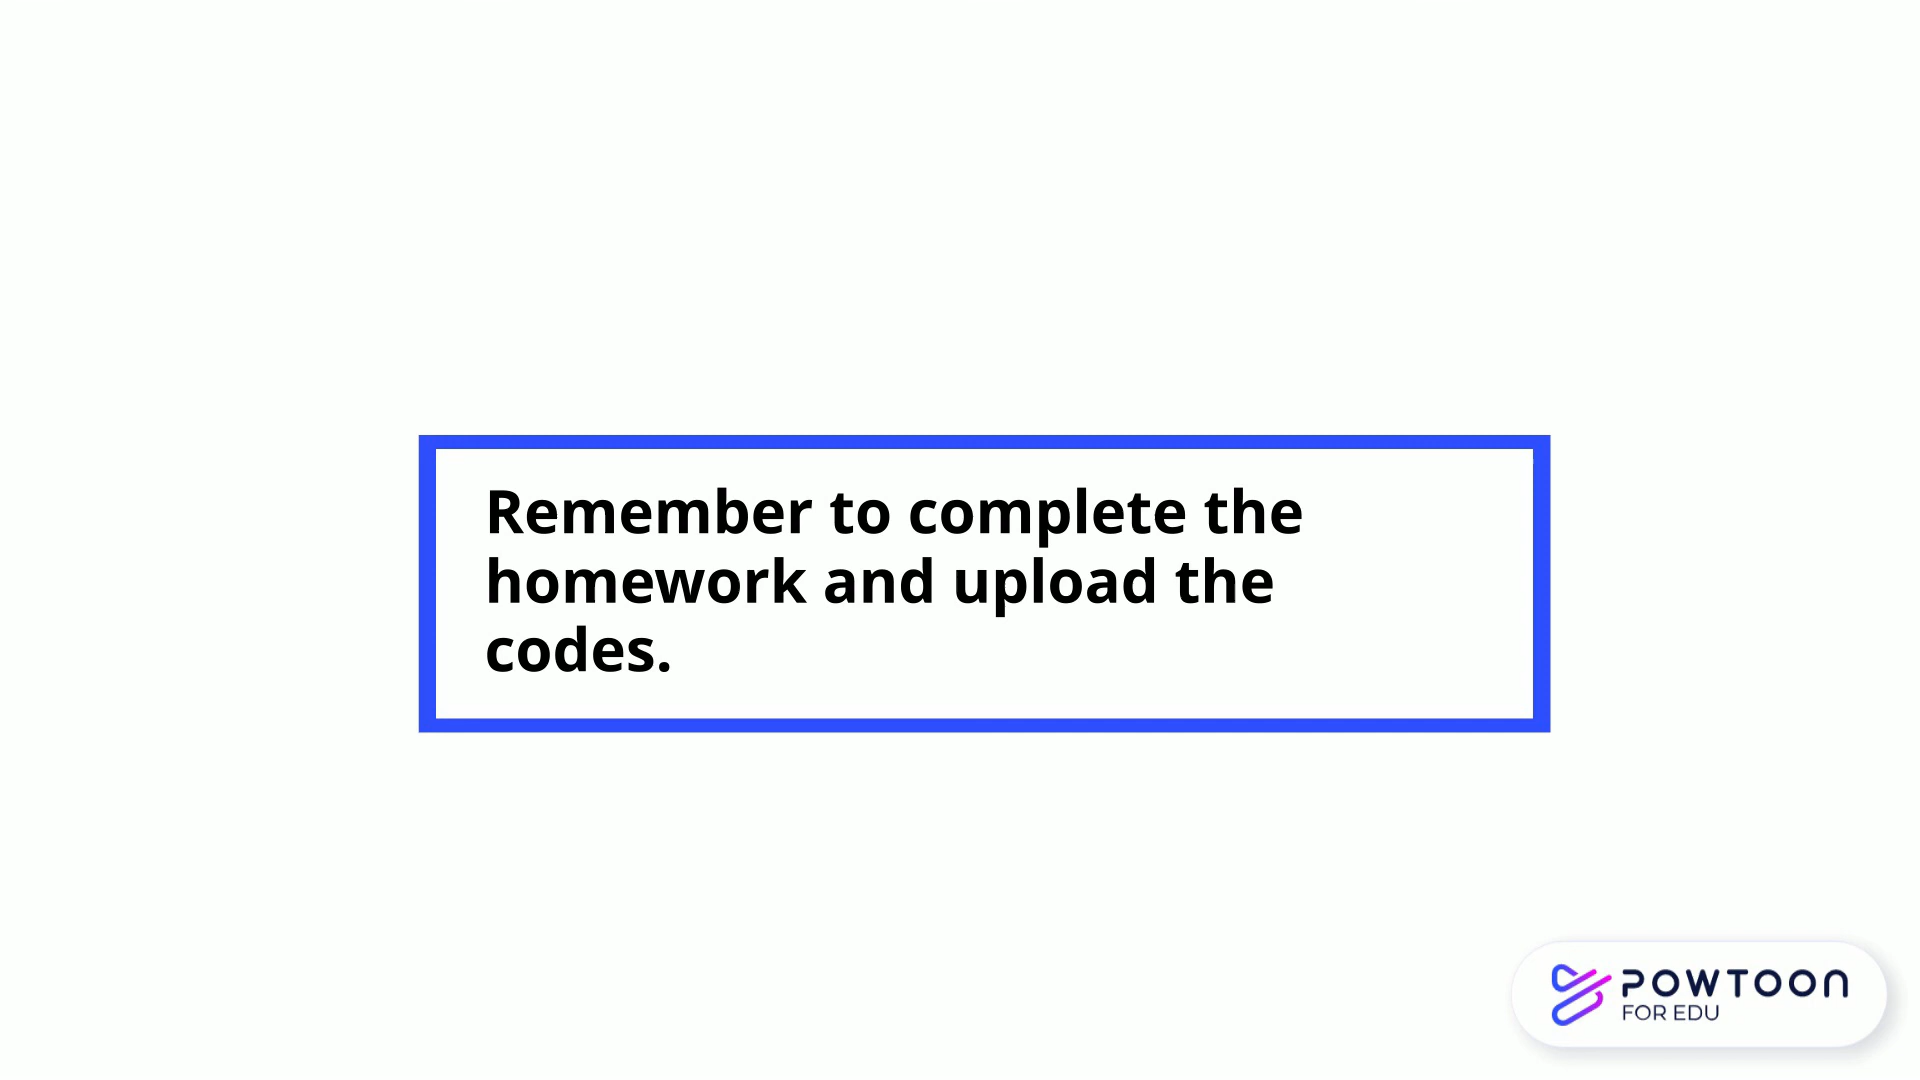 Remember to complete the
homework and upload the
codes.
POWTOON
FOR EDU